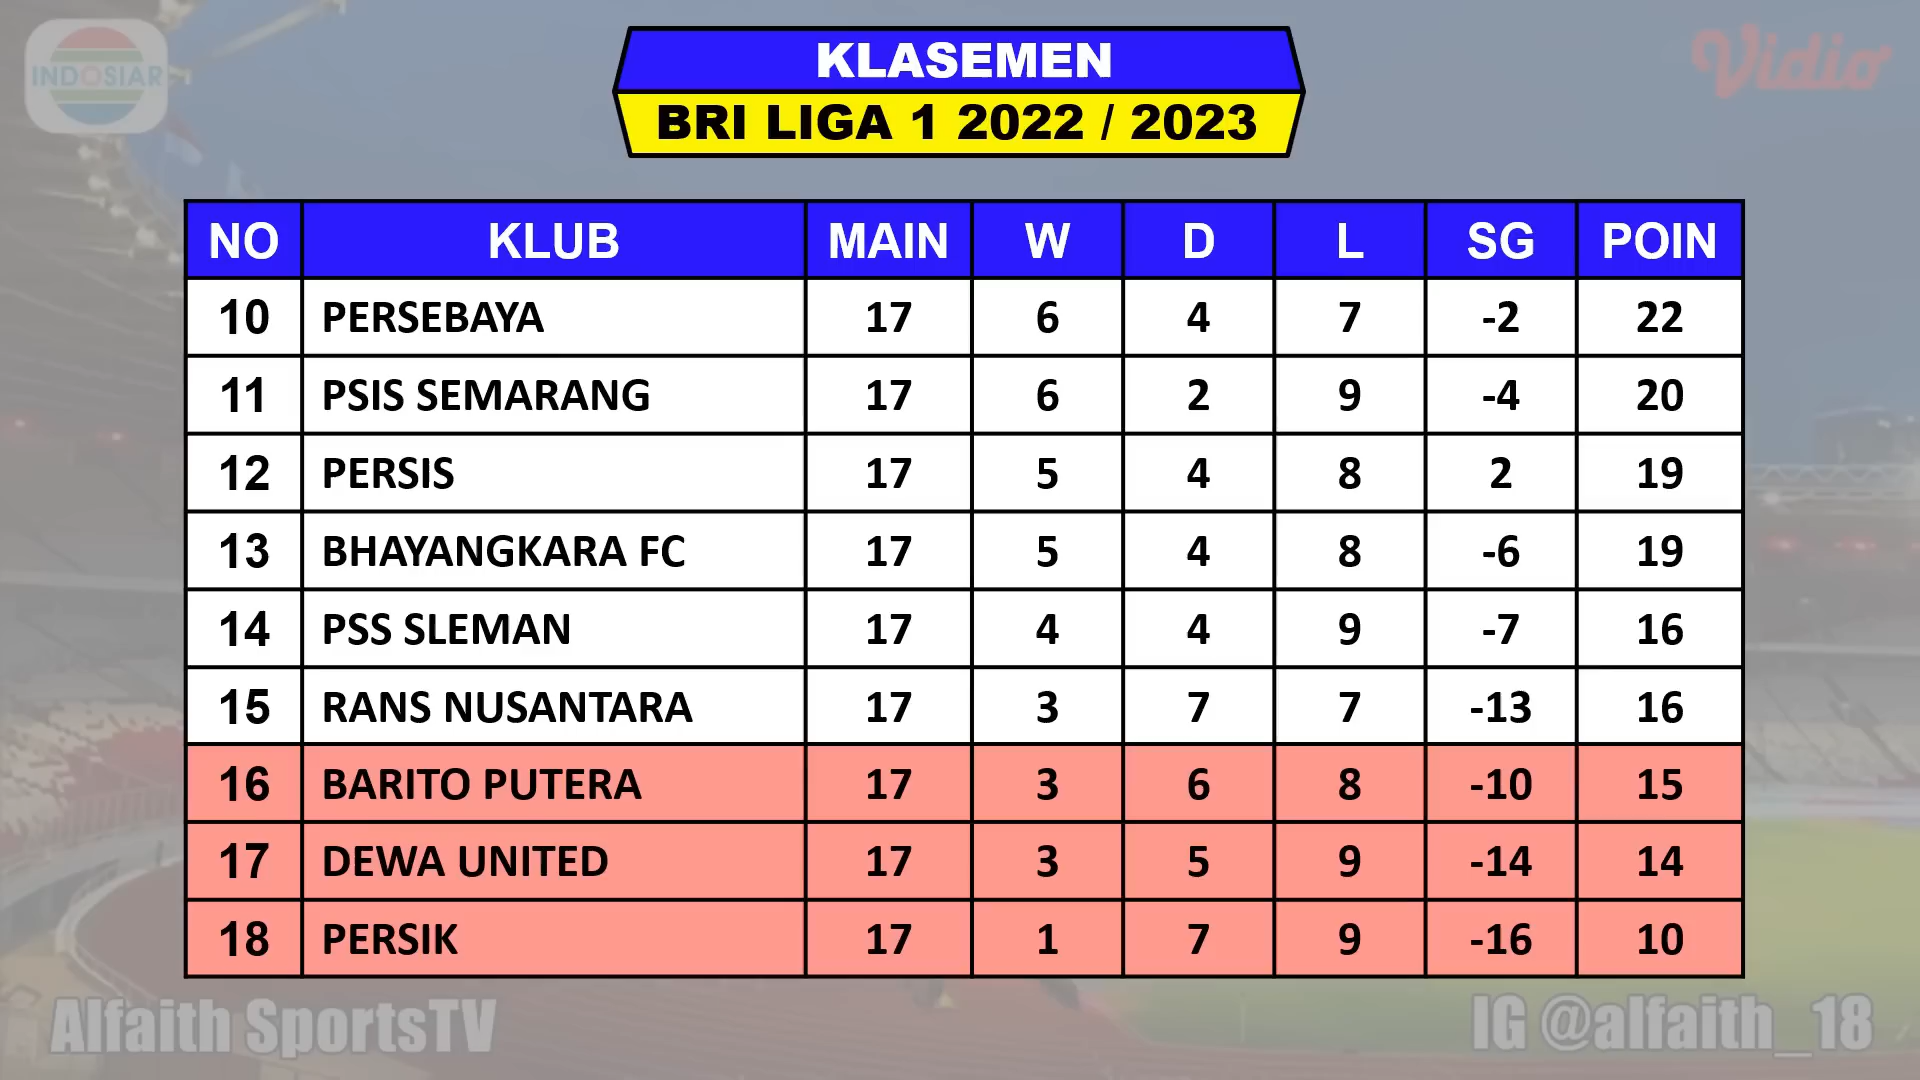 INDOSIAR
Vidio
KLASEMEN
BRI LIGA 1 2022 / 2023
NO KLUB MAIN W D L SG POIN
10 PERSEBAYA 17 6 4 7 -2 22
11 PSIS SEMARANG 17 6 2 9 -4 20
12 PERSIS 17 5 4 8 2 19
13 BHAYANGKARA FC 17 5 4 8 -6 19
14 PSS SLEMAN 17 4 4 9 -7 16
15 RANS NUSANTARA 17 3 7 7 -13 16
16 BARITO PUTERA 17 3 6 8 -10 15
17 DEWA UNITED 17 3 5 9 -14 14
18 PERSIK 17 1 7 9 -16 10
Alfaith SportsTV
IG @alfaith_18